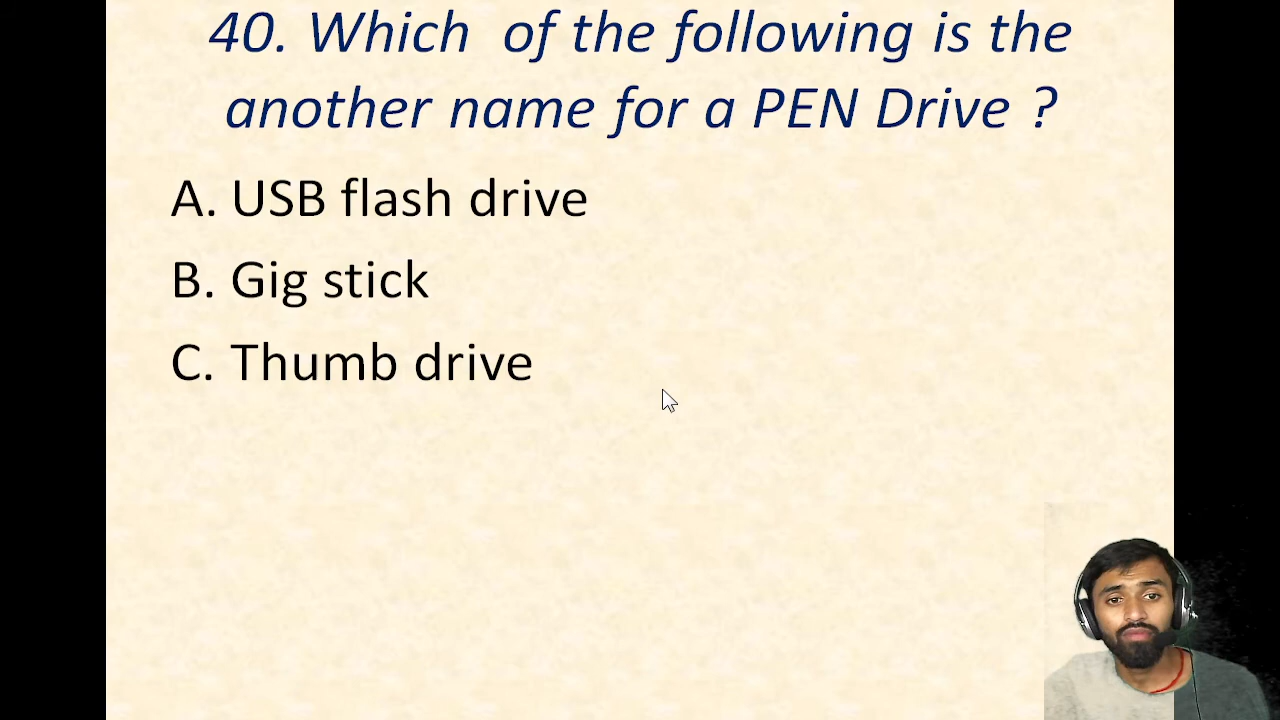 40. Which of the following is the
another name for a PEN Drive ?
A. USB flash drive
B. Gig stick
C. Thumb drive